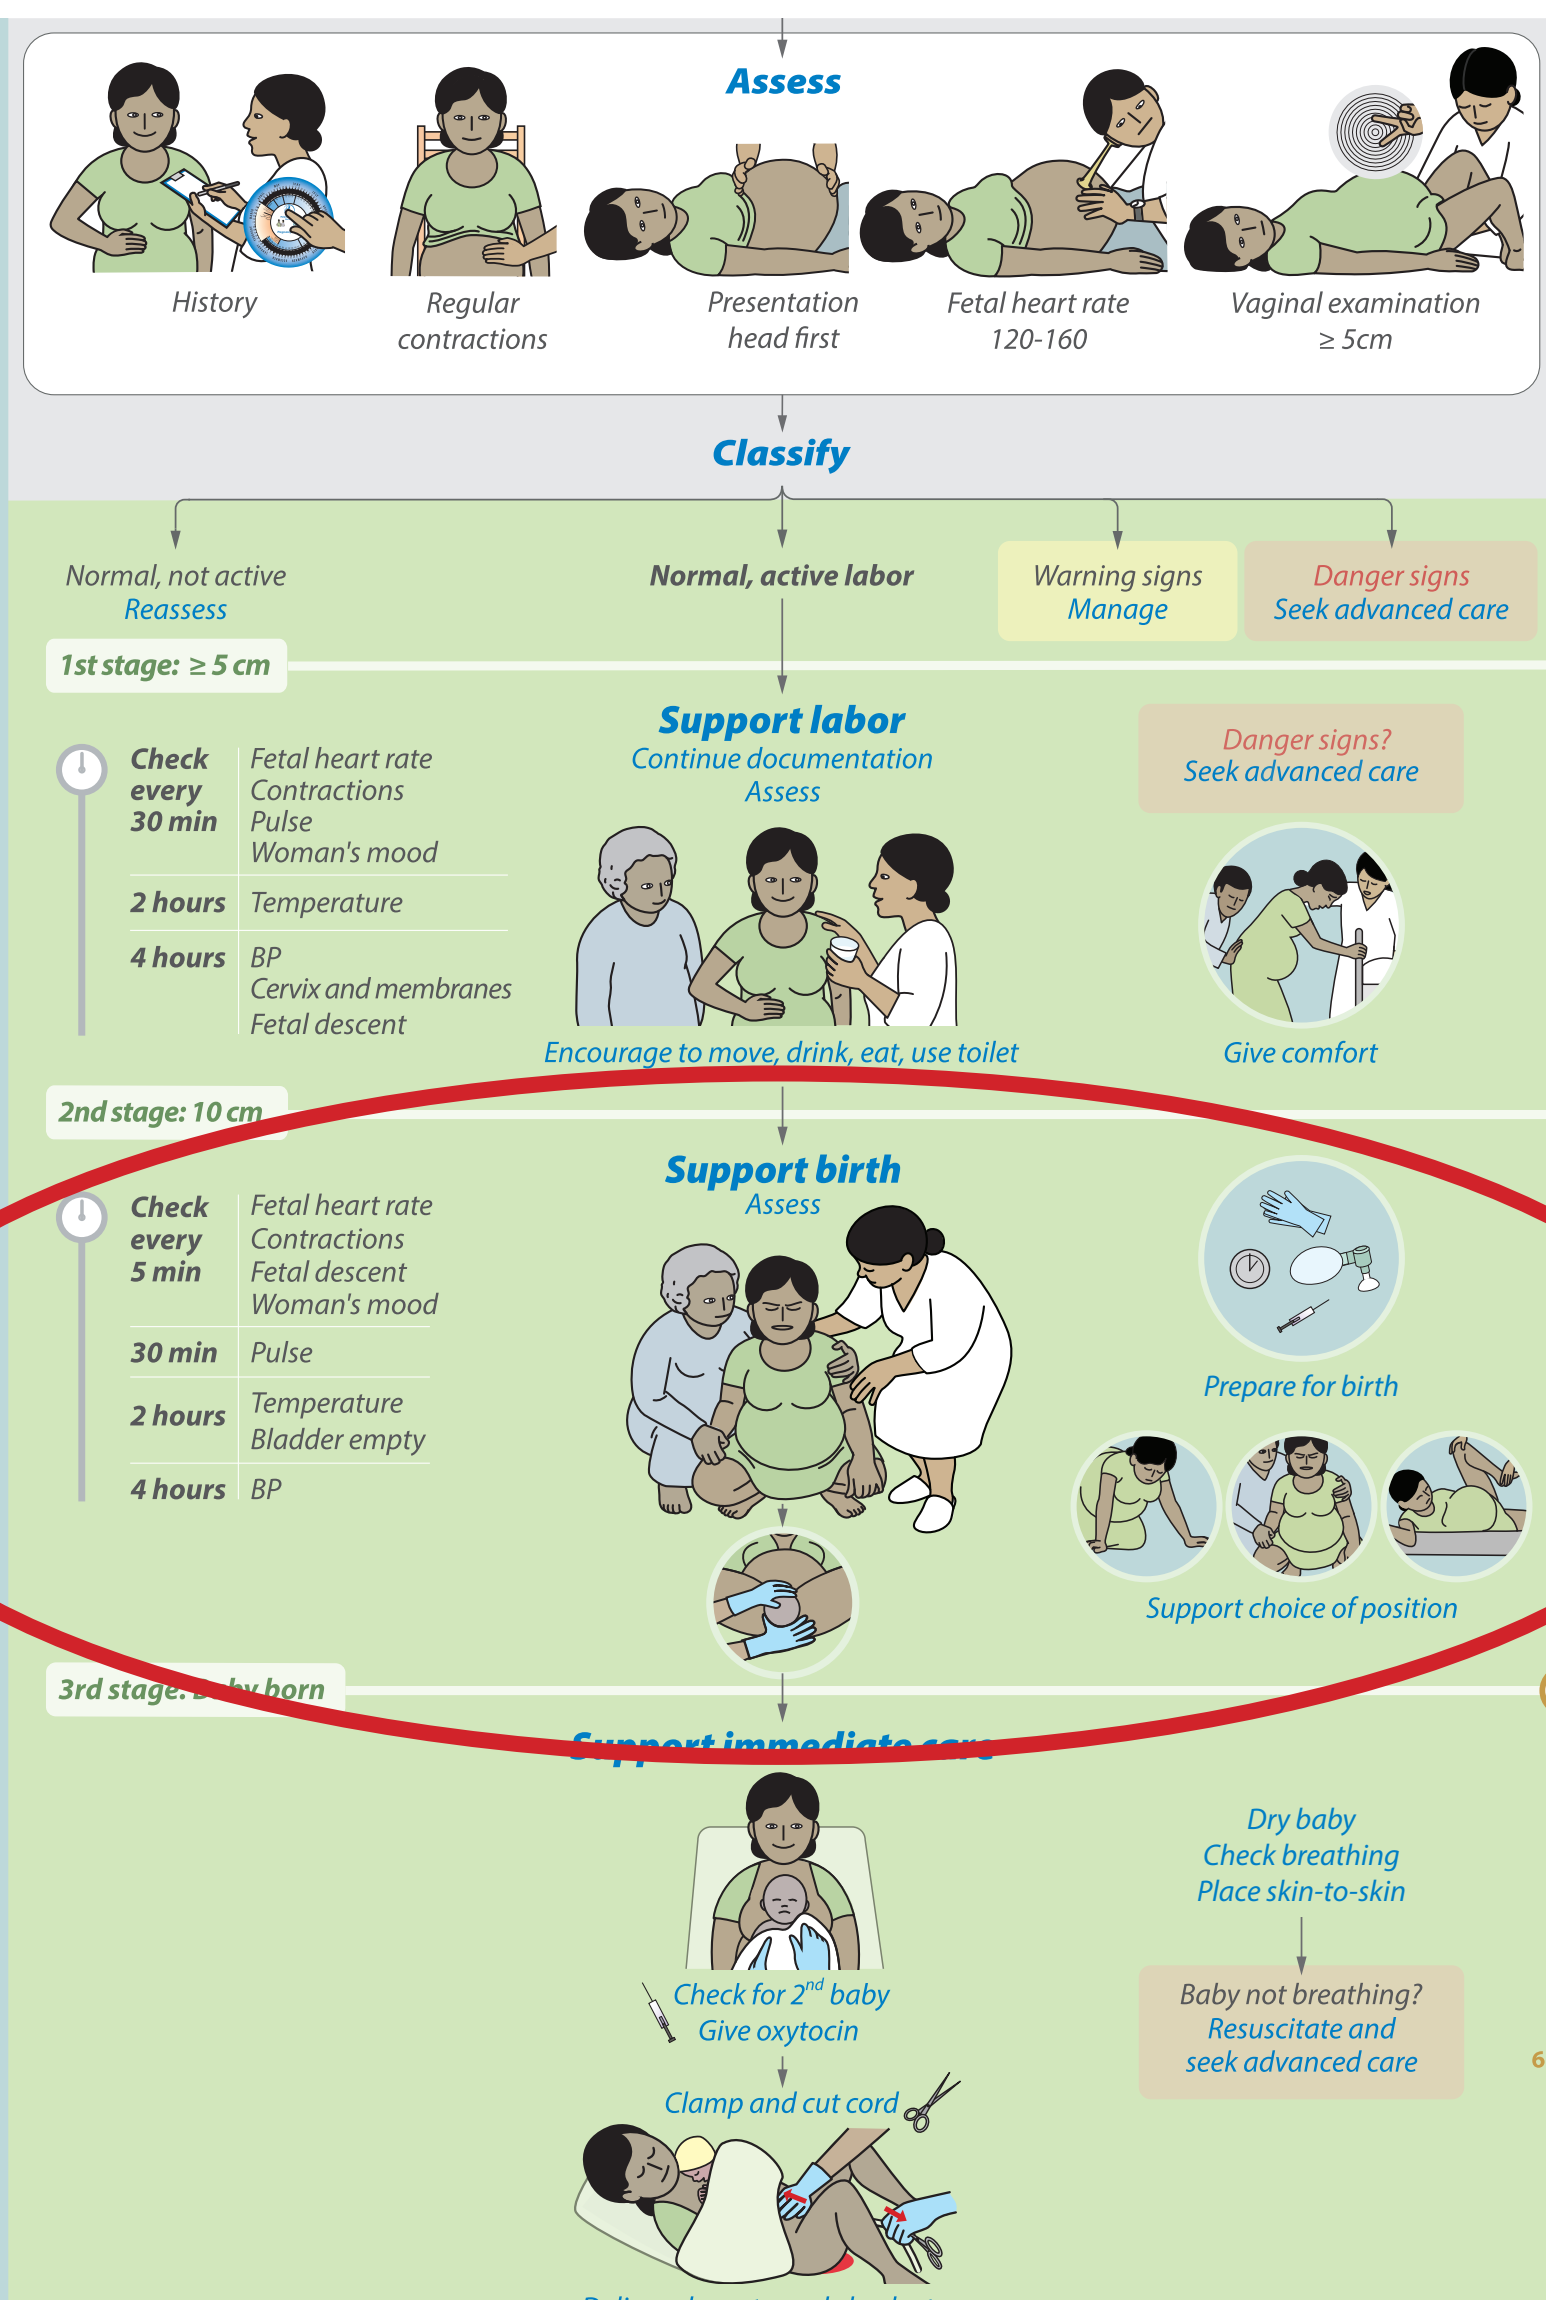 Assess
History
Regular
contractions
Presentation
head first
Fetal heart rate
120-160
Vaginal examination
≥ 5cm
Classify
Normal, not active
Reassess
Normal, active labor
Warning signs
Manage
Danger signs
Seek advanced care
1st stage: ≥ 5 cm
Support labor
Continue documentation
Assess
Check every 30 min
Fetal heart rate
Contractions
Pulse
Woman's mood
2 hours
Temperature
4 hours
BP
Cervix and membranes
Fetal descent
Danger signs?
Seek advanced care
Encourage to move, drink, eat, use toilet
Give comfort
2nd stage: 10 cm
Support birth
Assess
Check every 5 min
Fetal heart rate
Contractions
Fetal descent
Woman's mood
30 min
Pulse
2 hours
Temperature
Bladder empty
4 hours
BP
Prepare for birth
Support choice of position
3rd stage: Baby born
Support immediate care
Dry baby
Check breathing
Place skin-to-skin
Check for 2nd baby
Give oxytocin
Baby not breathing?
Resuscitate and
seek advanced care
6
Clamp and cut cord